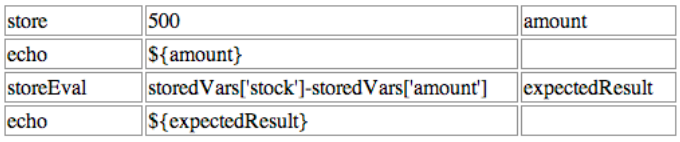 store 500 amount
echo ${amount}
storeEval storedVars['stock']-storedVars['amount'] expectedResult
echo ${expectedResult}